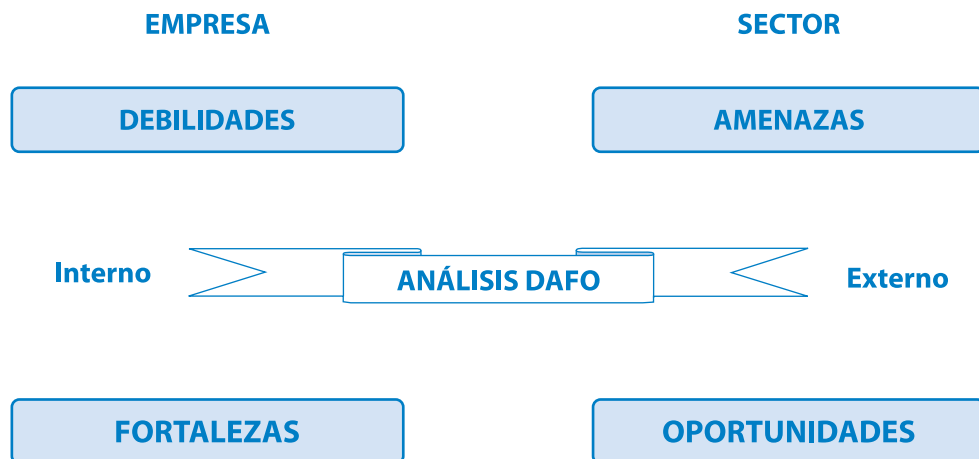 EMPRESA
SECTOR
DEBILIDADES
AMENAZAS
Interno
ANÁLISIS DAFO
Externo
FORTALEZAS
OPORTUNIDADES